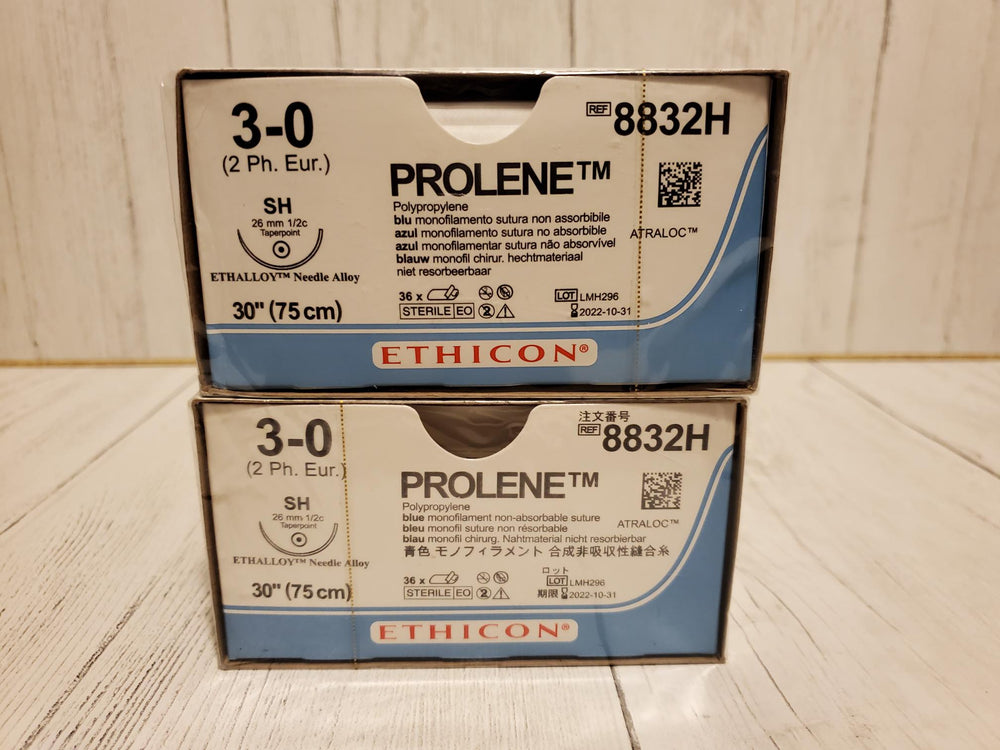 3-0
(2 Ph. Eur.)
SH
26 mm 1/2c
Taperpoint
ETHALLOY™ Needle Alloy
30" (75 cm)
REF 8832H
PROLENE™
Polypropylene
blu monofilamento sutura non assorbibile
azul monofilamento sutura no absorbible
azul monofilamentar sutura não absorvível
blauw monofil chirur. hechtmateriaal
niet resorbeerbaar
ATRALOC™
36 x
STERILE EO
LOT LMH296
2022-10-31
ETHICON®
3-0
(2 Ph. Eur.)
SH
26 mm 1/2c
Taperpoint
ETHALLOY™ Needle Alloy
30" (75 cm)
注文番号
REF 8832H
PROLENE™
Polypropylene
blue monofilament non-absorbable suture
bleu monofil suture non résorbable
blau monofil chirurg. Nahtmaterial nicht resorbierbar
青色 モノフィラメント 合成非吸収性縫合糸
ATRALOC™
36 x
STERILE EO
ロット
LOT LMH296
期限 2022-10-31
ETHICON®